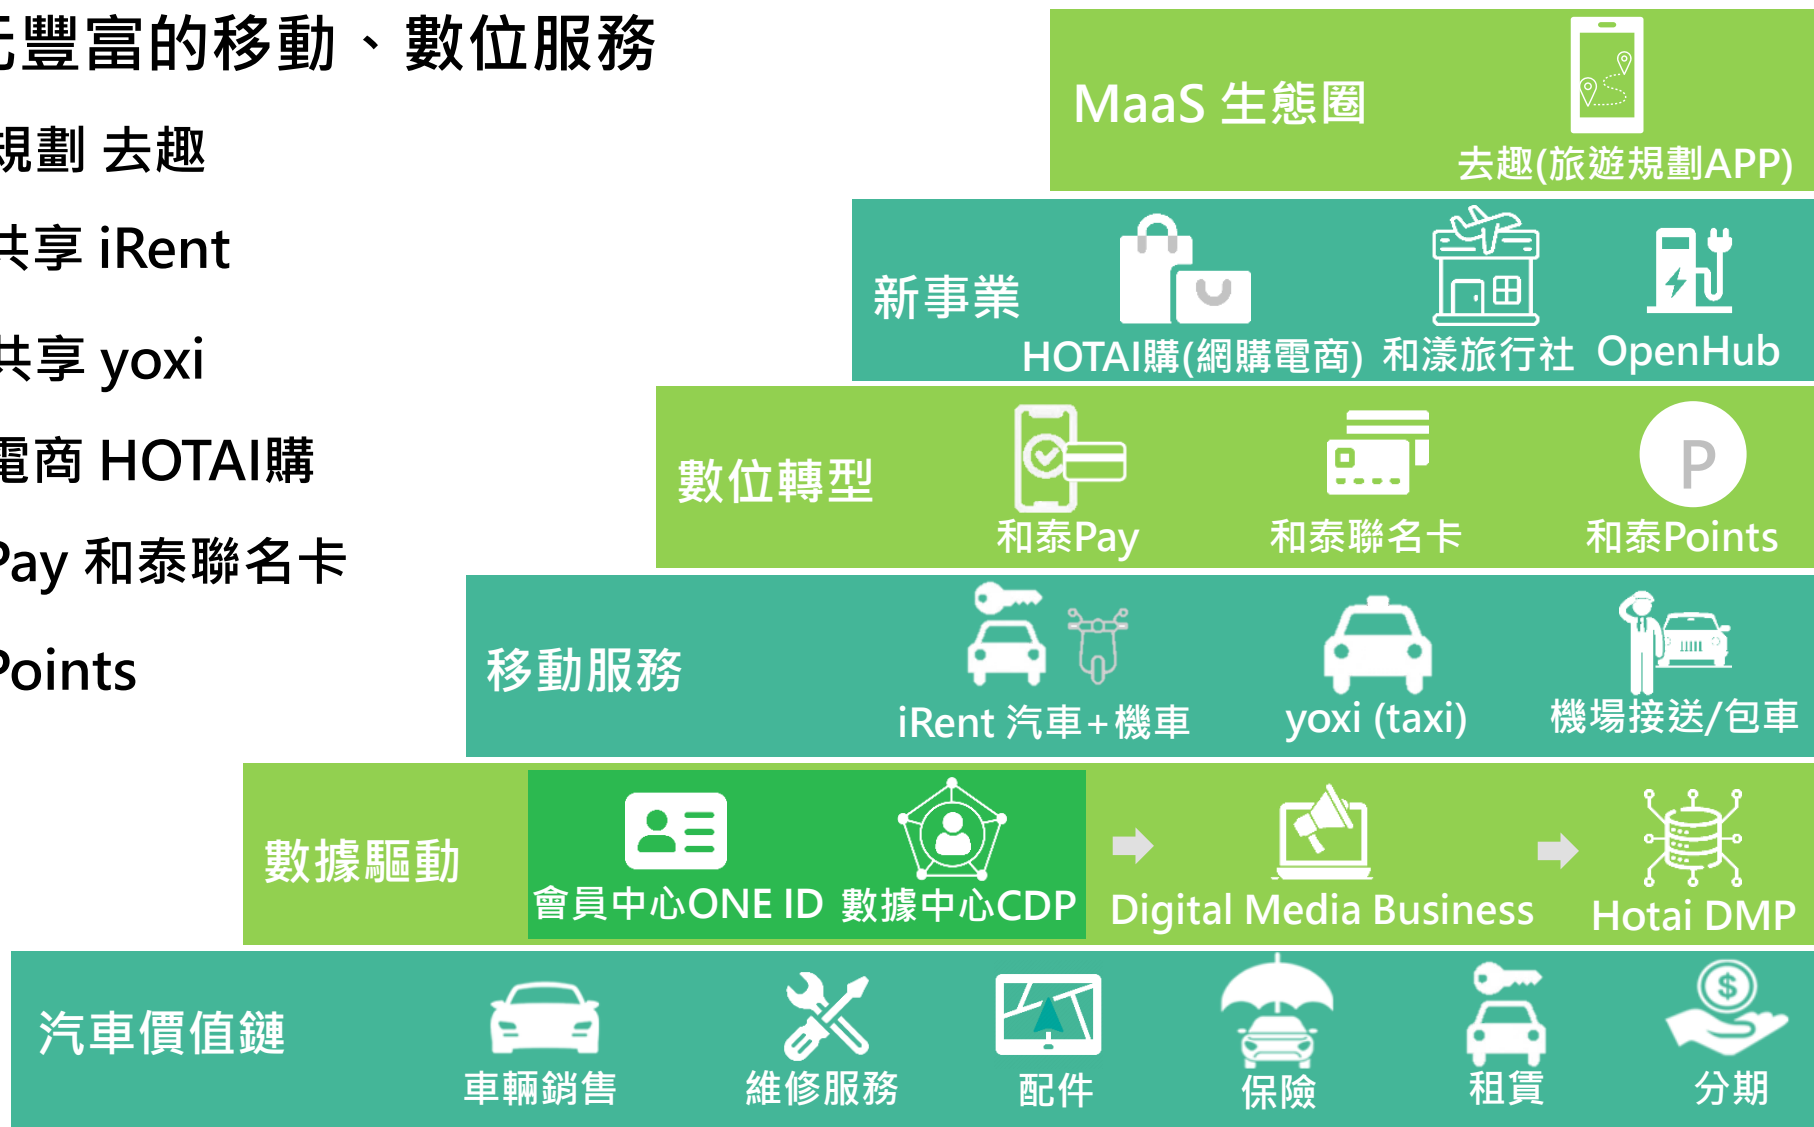 豐富的移動、數位服務
規劃 去趣
共享 iRent
共享 yoxi
電商 HOTAI購
Pay 和泰聯名卡
Points
MaaS 生態圈
去趣(旅遊規劃APP)
新事業
HOTAI購(網購電商) 和漾旅行社 OpenHub
數位轉型
P
和泰Pay 和泰聯名卡 和泰Points
移動服務
iRent 汽車+機車 yoxi (taxi) 機場接送/包車
數據驅動
會員中心ONE ID 數據中心CDP Digital Media Business Hotai DMP
汽車價值鏈
$
車輛銷售 維修服務 配件 保險 租賃 分期